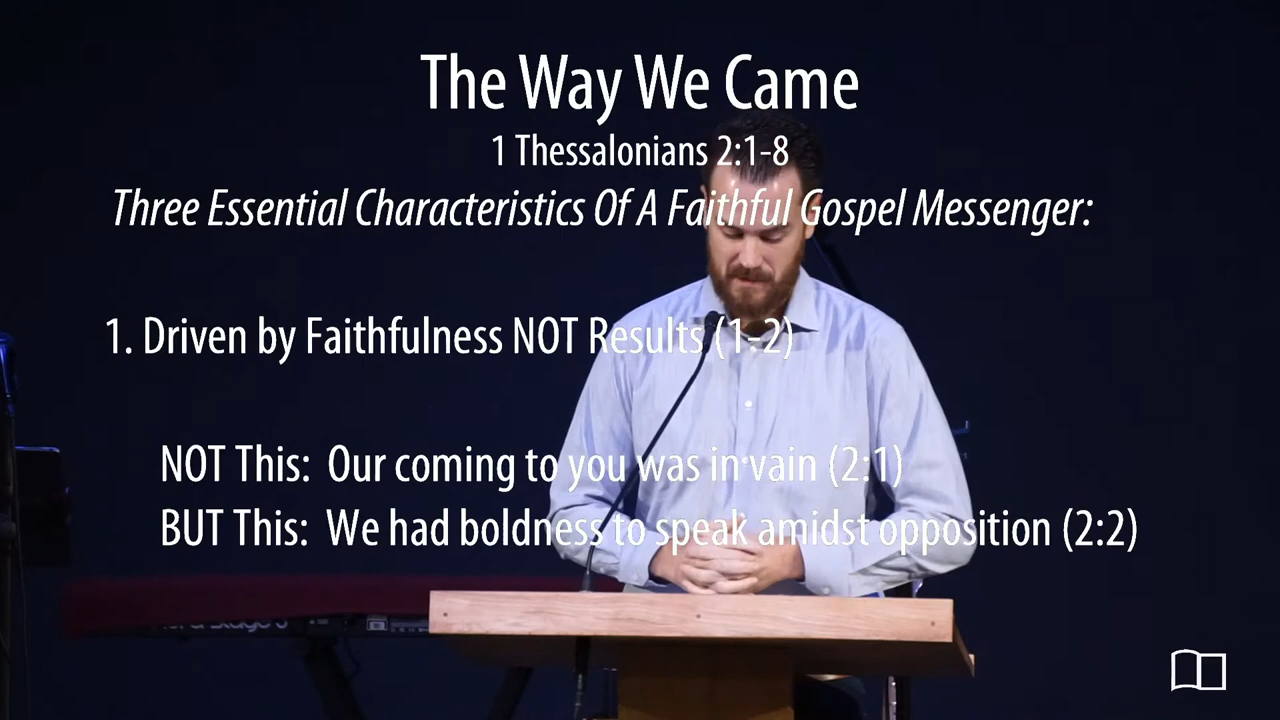 The Way We Came
1 Thessalonians 2:1-8
Three Essential Characteristics Of A Faithful Gospel Messenger:
1. Driven by Faithfulness NOT Results (1-2)
NOT This: Our coming to you was in vain (2:1)
BUT This: We had boldness to speak amidst opposition (2:2)